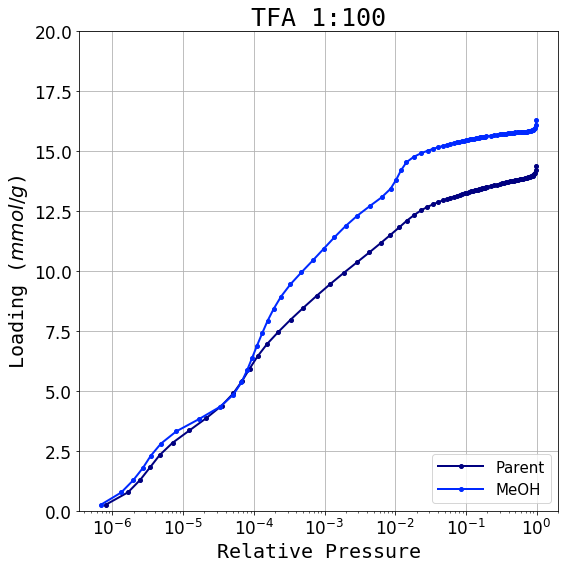 TFA 1:100
20.0
17.5
15.0
12.5
10.0
7.5
5.0
2.5
0.0
Loading (mmol/g)
10⁻⁶ 10⁻⁵ 10⁻⁴ 10⁻³ 10⁻² 10⁻¹ 10⁰
Relative Pressure
Parent
MeOH